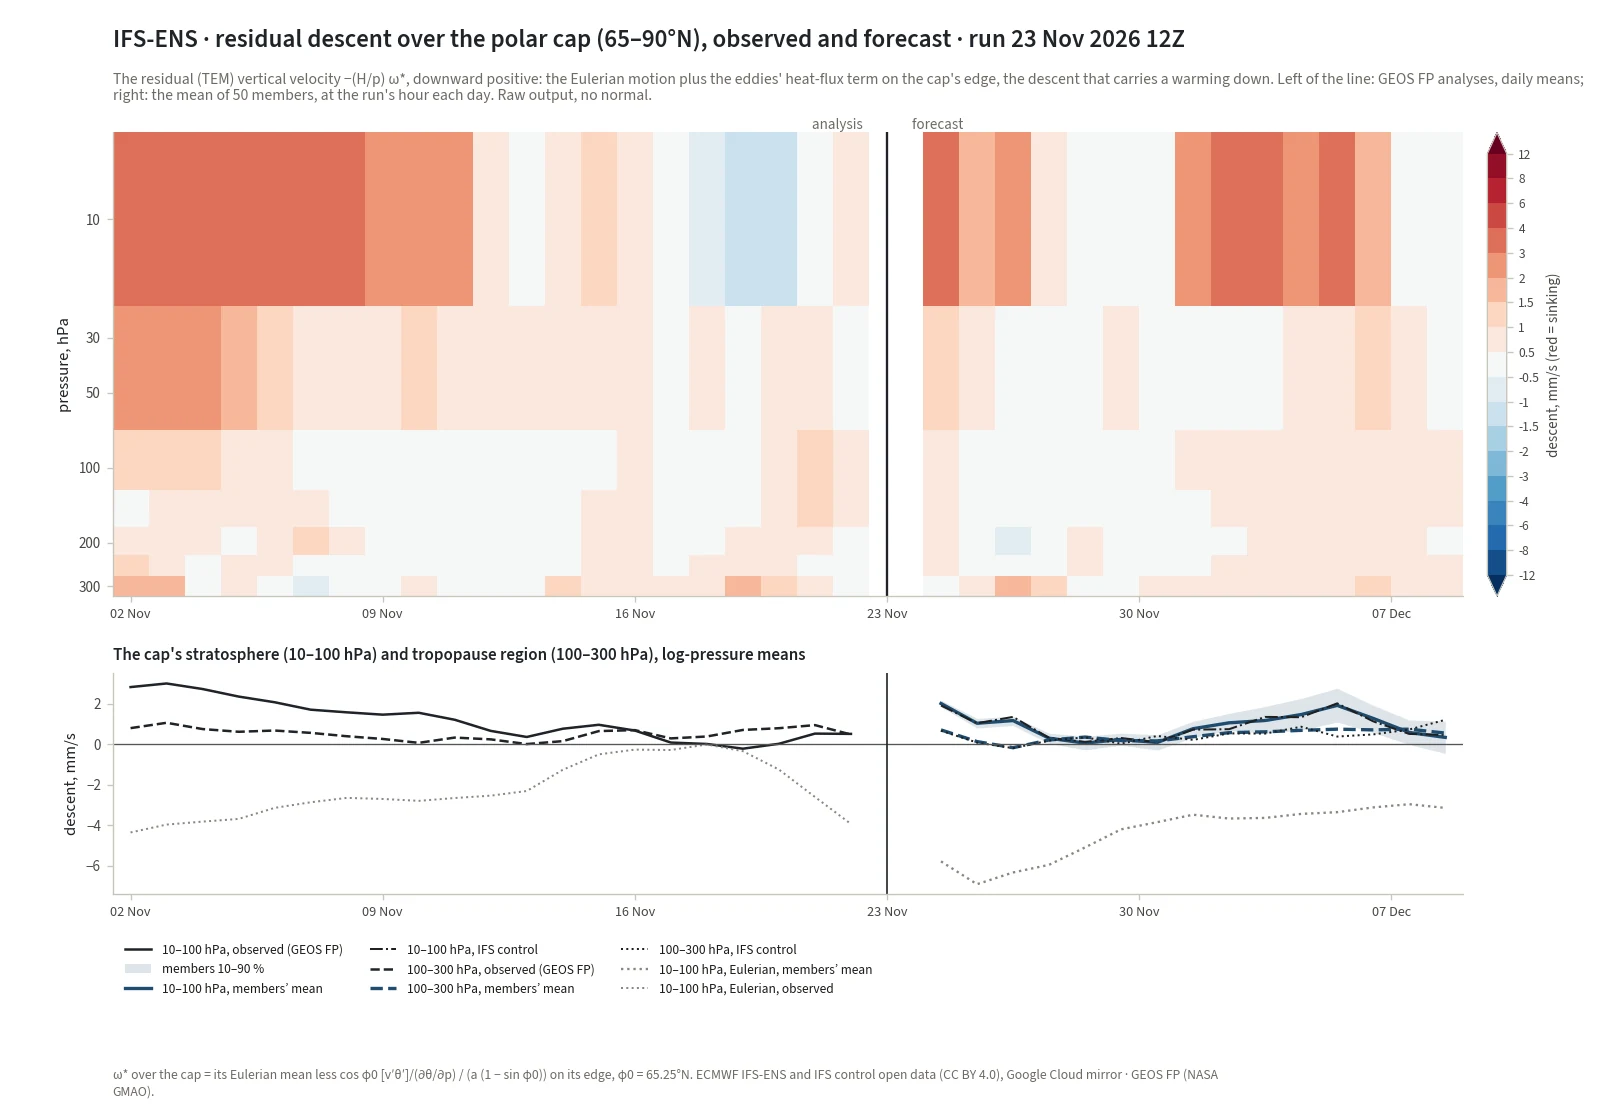 IFS-ENS · residual descent over the polar cap (65–90°N), observed and forecast · run 23 Nov 2026 12Z
The residual (TEM) vertical velocity −(H/p) ω*, downward positive: the Eulerian motion plus the eddies' heat-flux term on the cap's edge, the descent that carries a warming down. Left of the line: GEOS FP analyses, daily means;
right: the mean of 50 members, at the run's hour each day. Raw output, no normal.
analysis
forecast
pressure, hPa
10
30
50
100
200
300
02 Nov
09 Nov
16 Nov
23 Nov
30 Nov
07 Dec
12
8
6
4
3
2
1.5
1
0.5
-0.5
-1
-1.5
-2
-3
-4
-6
-8
-12
descent, mm/s (red = sinking)
The cap's stratosphere (10–100 hPa) and tropopause region (100–300 hPa), log-pressure means
descent, mm/s
2
0
−2
−4
−6
02 Nov
09 Nov
16 Nov
23 Nov
30 Nov
07 Dec
10–100 hPa, observed (GEOS FP)
members 10–90 %
10–100 hPa, members’ mean
10–100 hPa, IFS control
100–300 hPa, observed (GEOS FP)
100–300 hPa, members’ mean
100–300 hPa, IFS control
10–100 hPa, Eulerian, members’ mean
10–100 hPa, Eulerian, observed
ω* over the cap = its Eulerian mean less cos φ0 [v′θ′]/(∂θ/∂p) / (a (1 − sin φ0)) on its edge, φ0 = 65.25°N. ECMWF IFS-ENS and IFS control open data (CC BY 4.0), Google Cloud mirror · GEOS FP (NASA
GMAO).